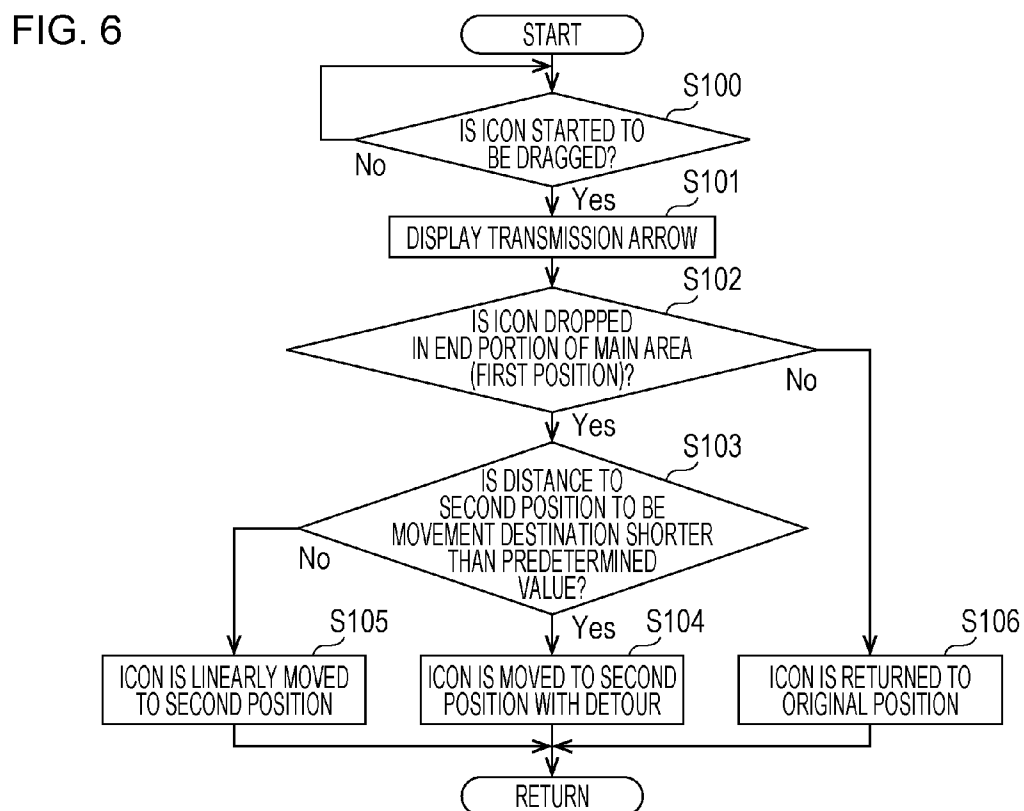 FIG. 6
START
S100
IS ICON STARTED TO
BE DRAGGED?
No
Yes
S101
DISPLAY TRANSMISSION ARROW
S102
IS ICON DROPPED
IN END PORTION OF MAIN AREA
(FIRST POSITION)?
No
Yes
S103
IS DISTANCE TO
SECOND POSITION TO BE
MOVEMENT DESTINATION SHORTER
THAN PREDETERMINED
VALUE?
No
Yes
S105
ICON IS LINEARLY MOVED
TO SECOND POSITION
S104
ICON IS MOVED TO SECOND
POSITION WITH DETOUR
S106
ICON IS RETURNED TO
ORIGINAL POSITION
RETURN